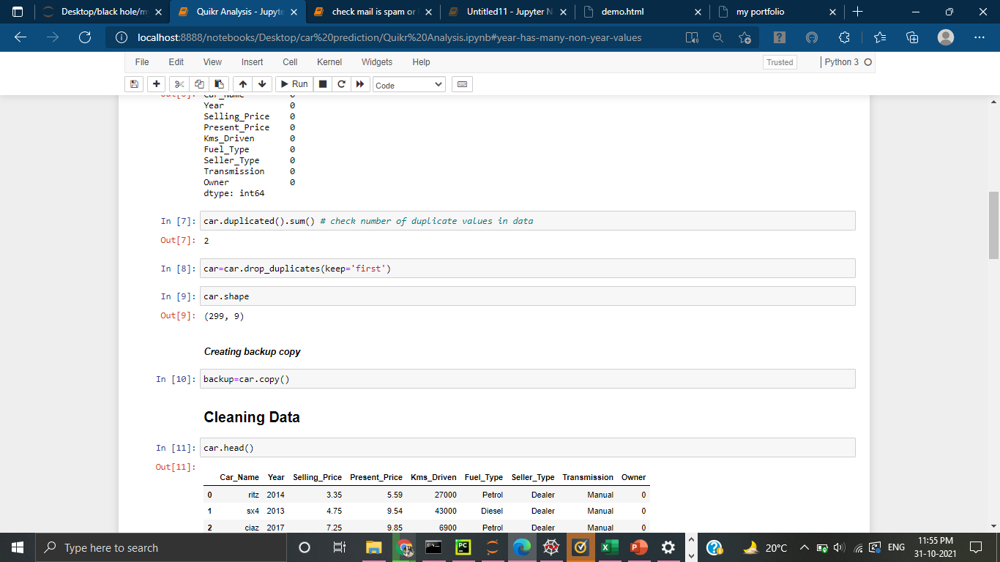 Desktop/black hole/my
Quikr Analysis - Jupyte
check mail is spam or
Untitled11 - Jupyter N
demo.html
my portfolio
localhost:8888/notebooks/Desktop/car%20prediction/Quikr%20Analysis.ipynb#year-has-many-non-year-values
File Edit View Insert Cell Kernel Widgets Help Trusted Python 3
Run Code
Out[6]: Car_Name 0
Year 0
Selling_Price 0
Present_Price 0
Kms_Driven 0
Fuel_Type 0
Seller_Type 0
Transmission 0
Owner 0
dtype: int64
In [7]: car.duplicated().sum() # check number of duplicate values in data
Out[7]: 2
In [8]: car=car.drop_duplicates(keep='first')
In [9]: car.shape
Out[9]: (299, 9)
Creating backup copy
In [10]: backup=car.copy()
Cleaning Data
In [11]: car.head()
Out[11]:
Car_Name Year Selling_Price Present_Price Kms_Driven Fuel_Type Seller_Type Transmission Owner
0 ritz 2014 3.35 5.59 27000 Petrol Dealer Manual 0
1 sx4 2013 4.75 9.54 43000 Diesel Dealer Manual 0
2 ciaz 2017 7.25 9.85 6900 Petrol Dealer Manual 0
Type here to search
PC
20°C
ENG
11:55 PM
31-10-2021